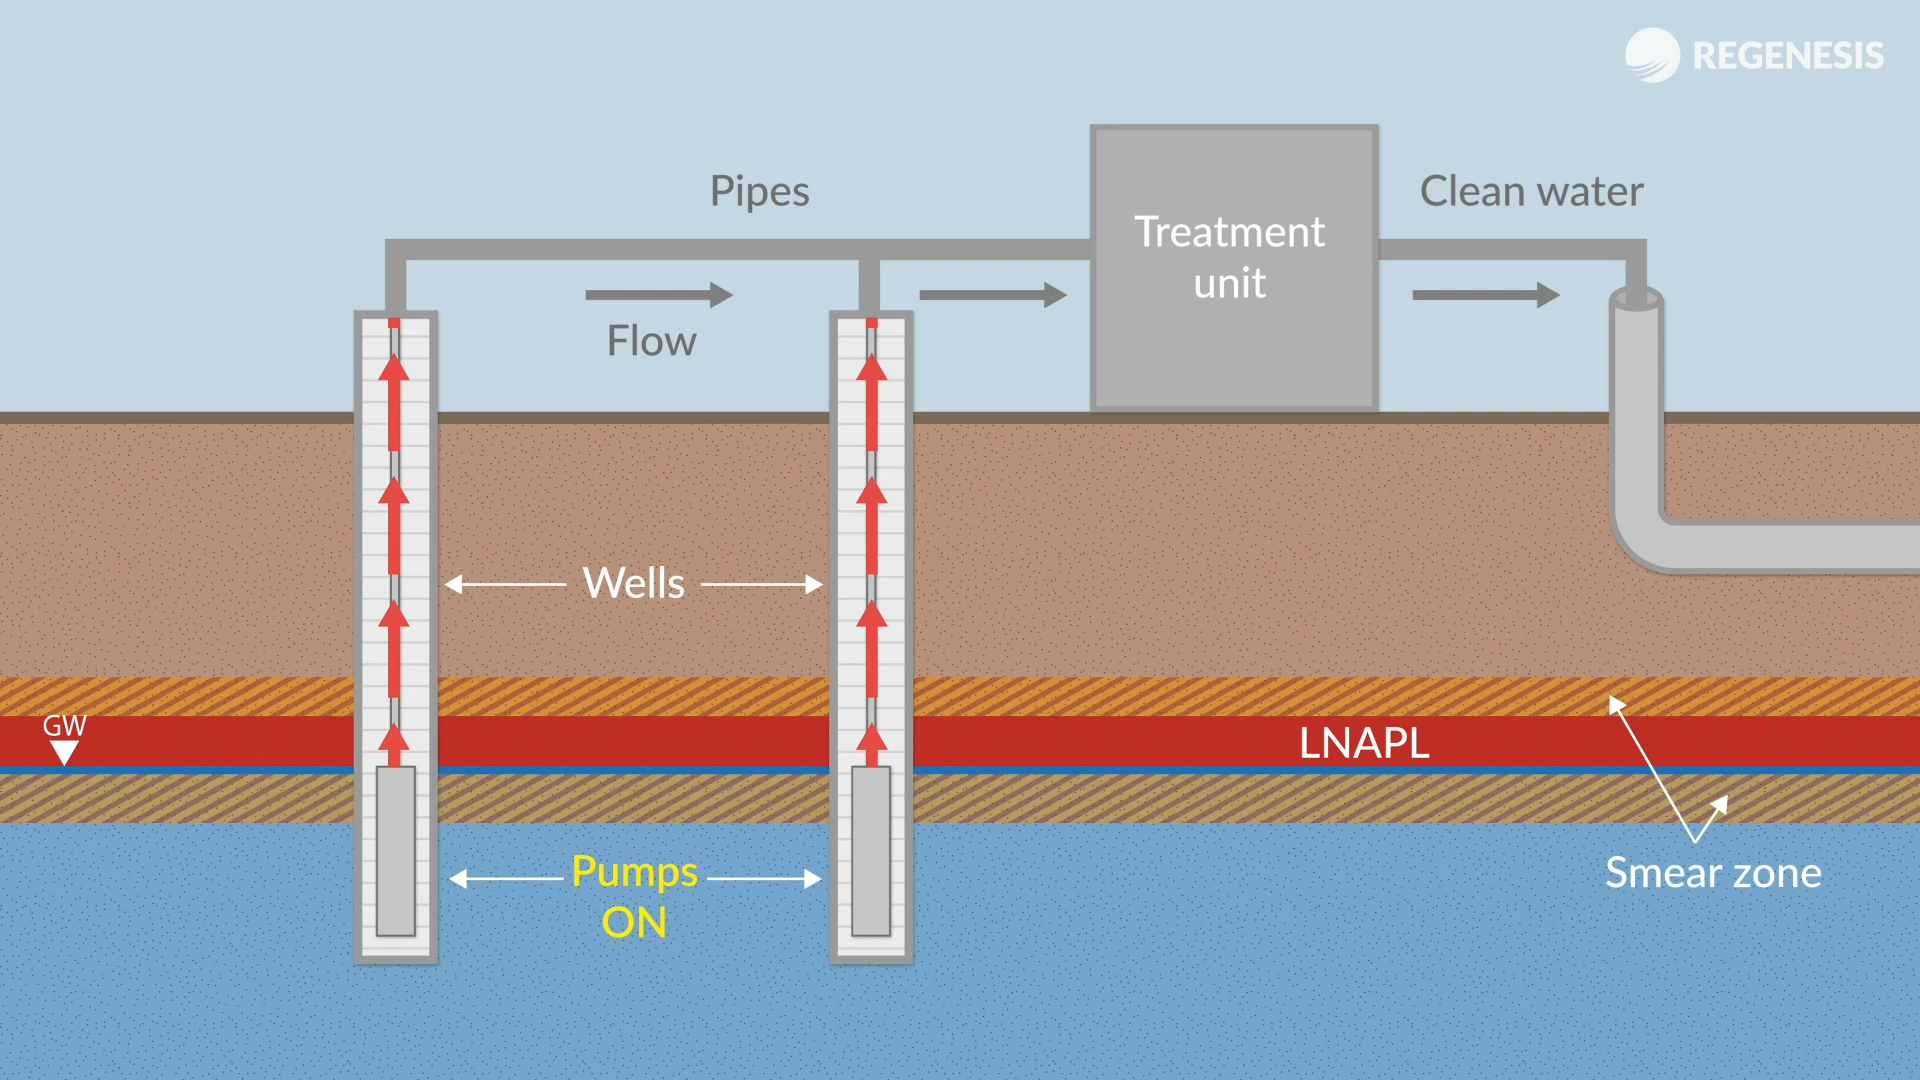 REGENESIS
Pipes
Clean water
Treatment
unit
Flow
Wells
GW
LNAPL
Pumps
ON
Smear zone